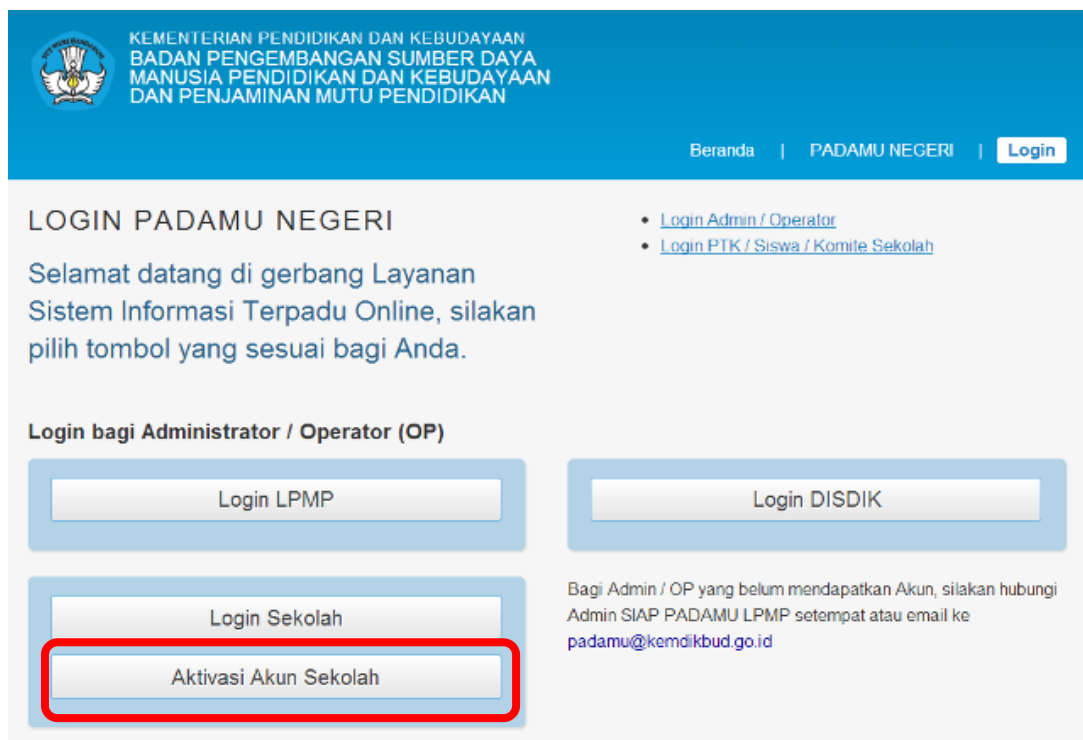 KEMENTERIAN PENDIDIKAN DAN KEBUDAYAAN
BADAN PENGEMBANGAN SUMBER DAYA
MANUSIA PENDIDIKAN DAN KEBUDAYAAN
DAN PENJAMINAN MUTU PENDIDIKAN
Beranda | PADAMU NEGERI | Login
LOGIN PADAMU NEGERI
Selamat datang di gerbang Layanan
Sistem Informasi Terpadu Online, silakan
pilih tombol yang sesuai bagi Anda.
• Login Admin / Operator
• Login PTK / Siswa / Komite Sekolah
Login bagi Administrator / Operator (OP)
Login LPMP
Login DISDIK
Login Sekolah
Aktivasi Akun Sekolah
Bagi Admin / OP yang belum mendapatkan Akun, silakan hubungi
Admin SIAP PADAMU LPMP setempat atau email ke
padamu@kemdikbud.go.id